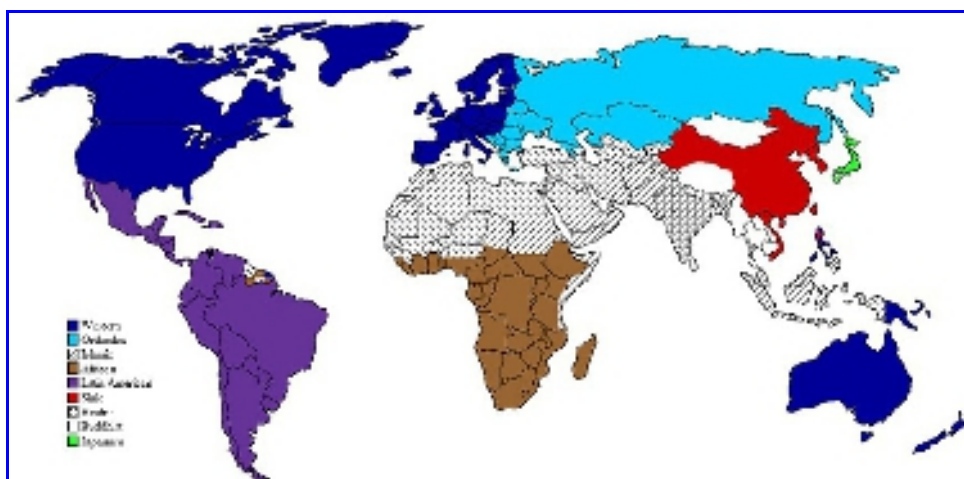 Western
Orthodox
Islamic
African
Latin American
Sinic
Hindu
Buddhist
Japanese